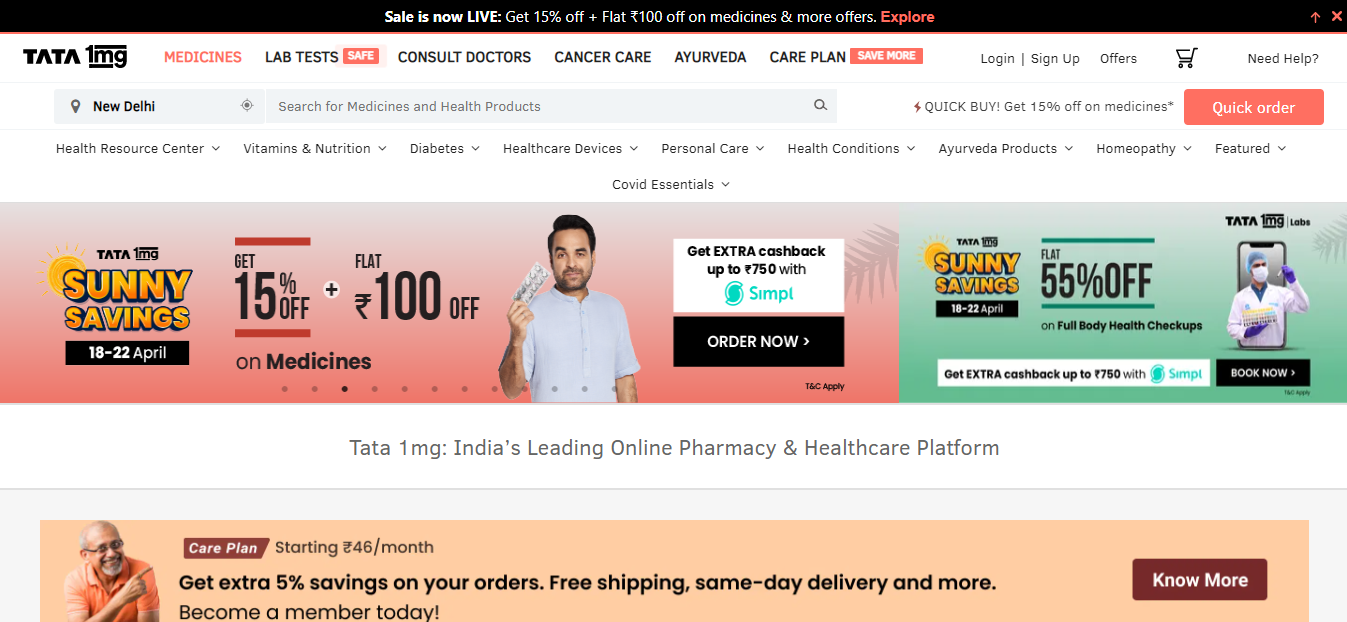 Sale is now LIVE: Get 15% off + Flat ₹100 off on medicines & more offers. Explore
TATA 1mg
MEDICINES
LAB TESTS SAFE
CONSULT DOCTORS
CANCER CARE
AYURVEDA
CARE PLAN SAVE MORE
Login | Sign Up
Offers
Need Help?
New Delhi
Search for Medicines and Health Products
QUICK BUY! Get 15% off on medicines*
Quick order
Health Resource Center
Vitamins & Nutrition
Diabetes
Healthcare Devices
Personal Care
Health Conditions
Ayurveda Products
Homeopathy
Featured
Covid Essentials
TATA 1mg
SUNNY
SAVINGS
18-22 April
GET
15% OFF
+
FLAT
₹100 OFF
on Medicines
Get EXTRA cashback
up to ₹750 with
Simpl
ORDER NOW >
T&C Apply
TATA 1mg | Labs
TATA 1mg
SUNNY
SAVINGS
18-22 April
FLAT
55% OFF
on Full Body Health Checkups
Get EXTRA cashback up to ₹750 with Simpl
BOOK NOW >
T&C Apply
Tata 1mg: India’s Leading Online Pharmacy & Healthcare Platform
Care Plan Starting ₹46/month
Get extra 5% savings on your orders. Free shipping, same-day delivery and more.
Become a member today!
Know More